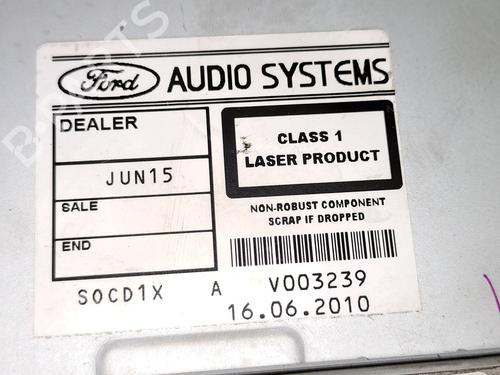 Ford AUDIO SYSTEMS
DEALER
JUN15
SALE
END
CLASS 1
LASER PRODUCT
NON-ROBUST COMPONENT
SCRAP IF DROPPED
SOCD1X A V003239
16.06.2010